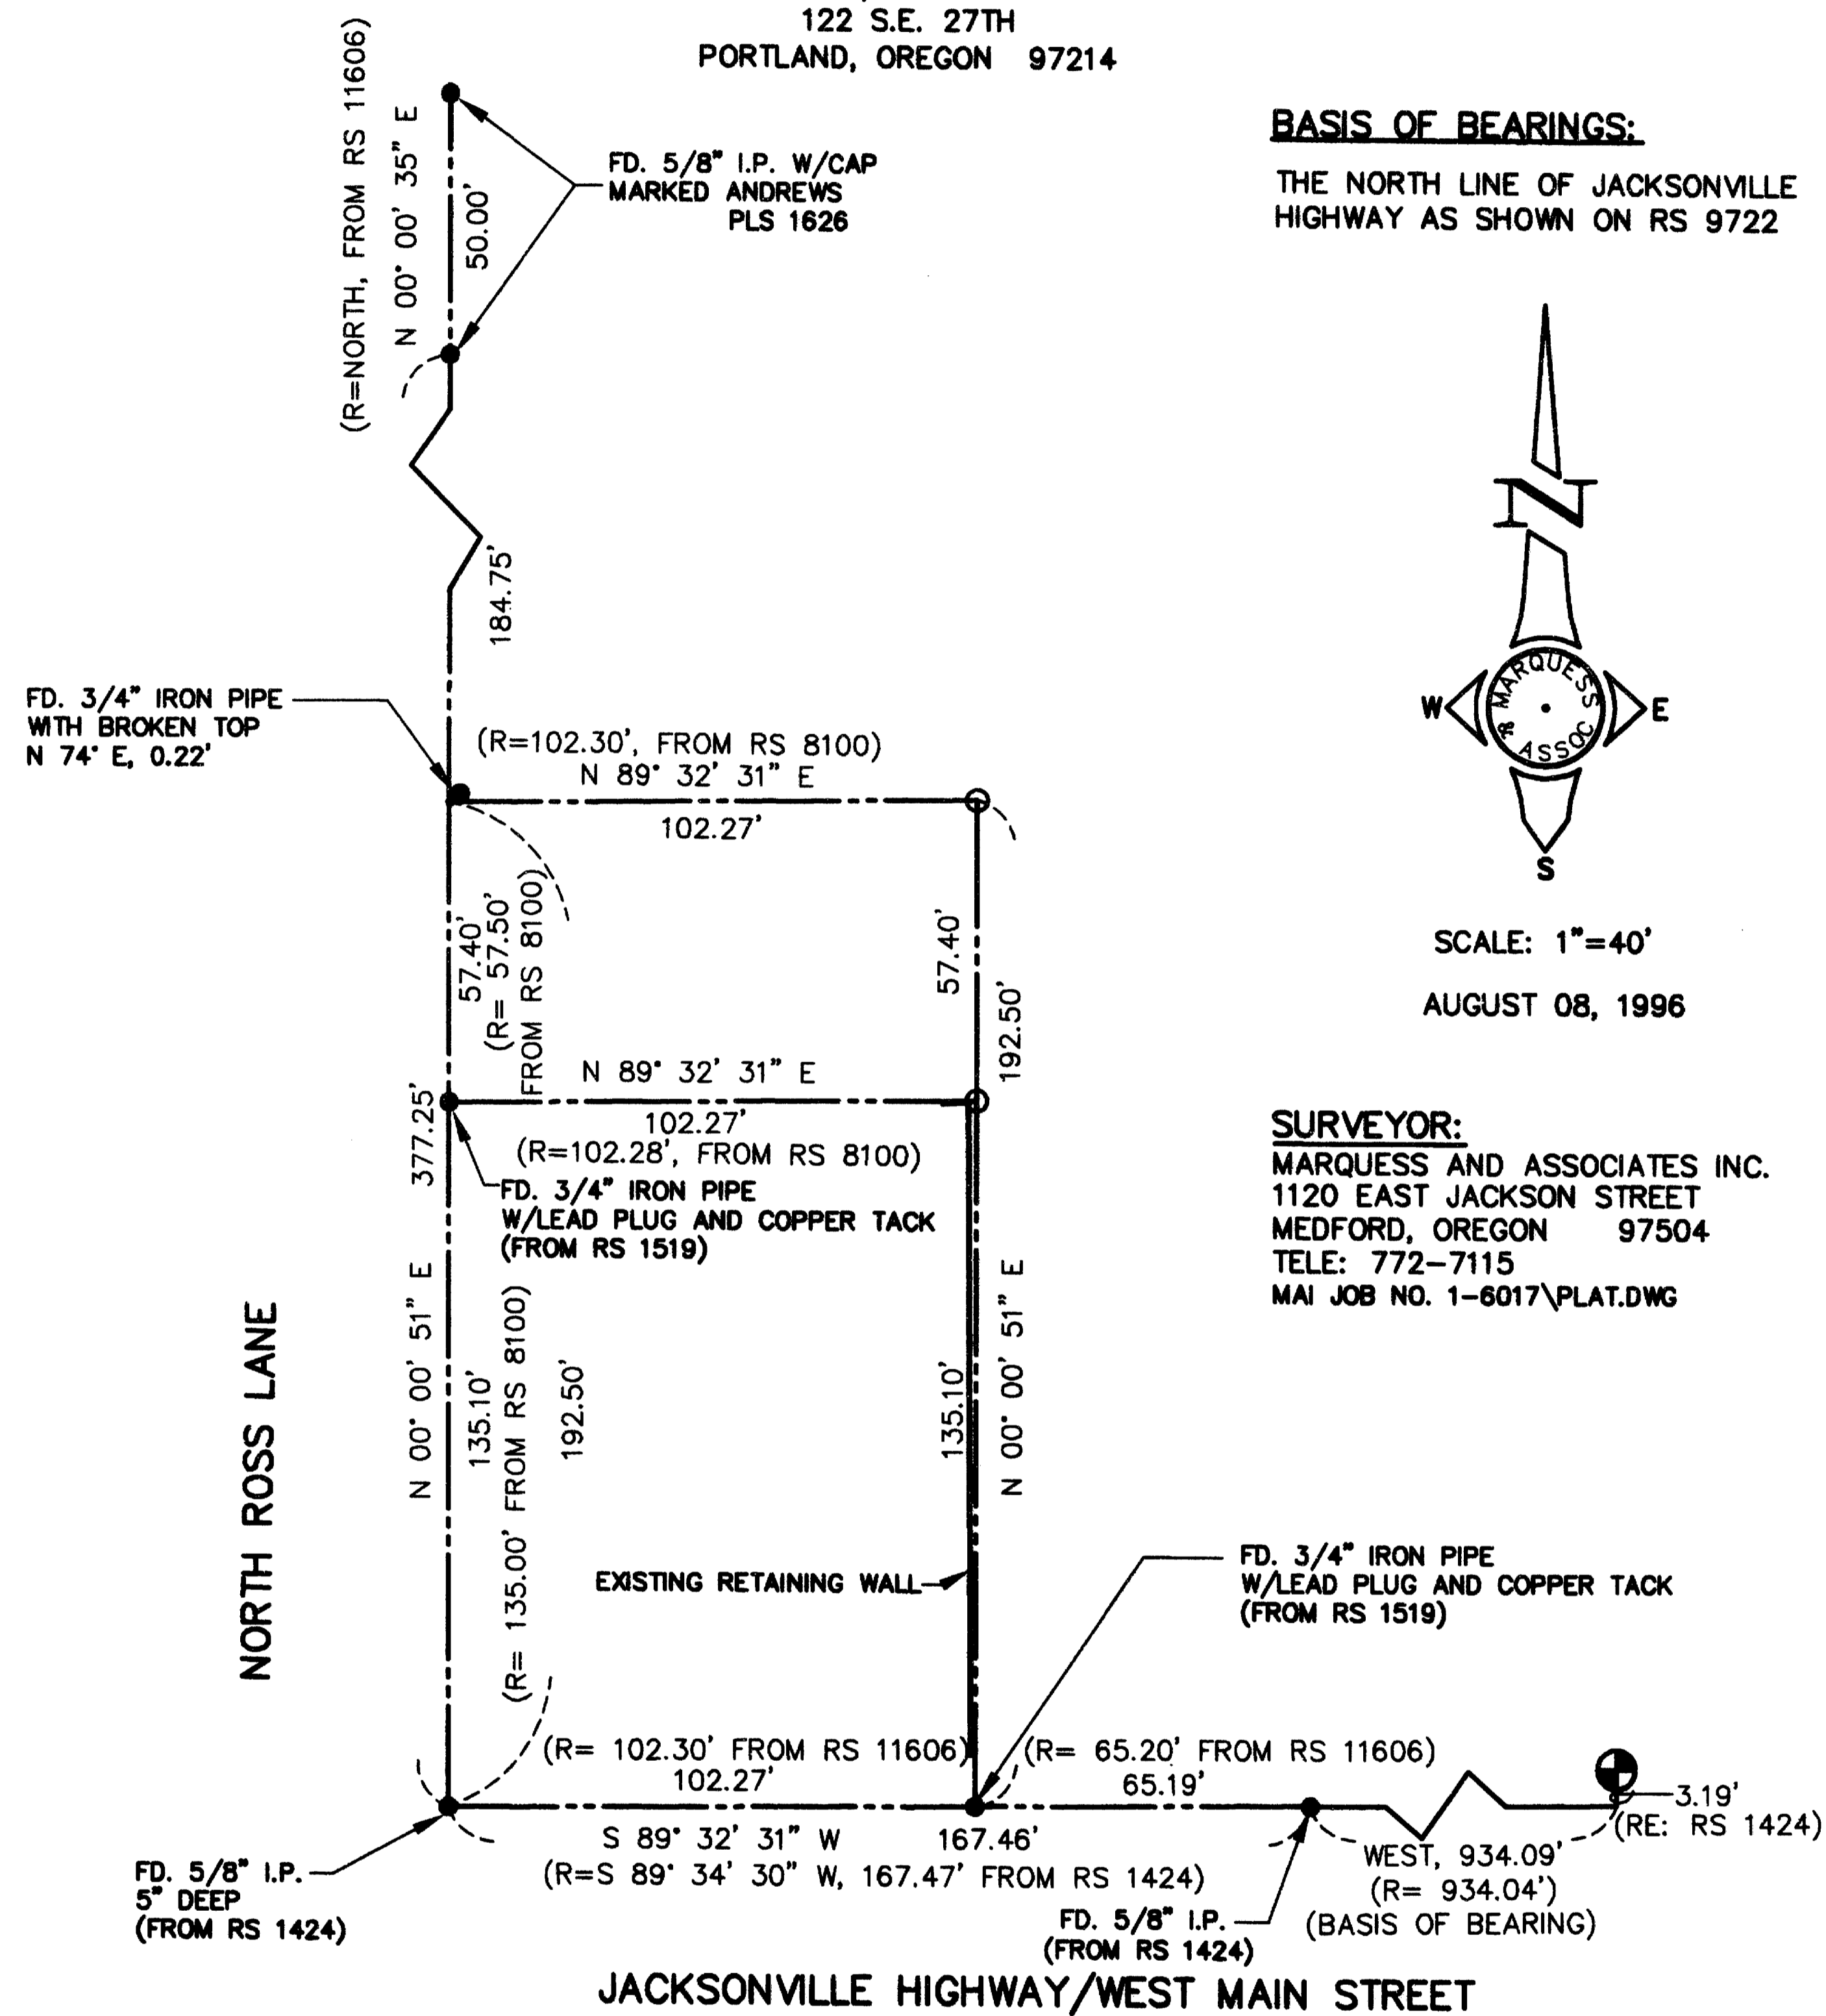 122 S.E. 27TH
PORTLAND, OREGON 97214
(R=NORTH, FROM RS 11606)
N 00° 00' 35" E
50.00'
FD. 5/8" I.P. W/CAP
MARKED ANDREWS
PLS 1626
BASIS OF BEARINGS:
THE NORTH LINE OF JACKSONVILLE
HIGHWAY AS SHOWN ON RS 9722
N
W
E
S
MARQUESS
& ASSOC
SCALE: 1"=40'
AUGUST 08, 1996
184.75'
FD. 3/4" IRON PIPE
WITH BROKEN TOP
N 74° E, 0.22'
(R=102.30', FROM RS 8100)
N 89° 32' 31" E
102.27'
57.40'
(R= 57.50'
FROM RS 8100)
57.40'
192.50'
N 89° 32' 31" E
102.27'
(R=102.28', FROM RS 8100)
377.25'
FD. 3/4" IRON PIPE
W/LEAD PLUG AND COPPER TACK
(FROM RS 1519)
SURVEYOR:
MARQUESS AND ASSOCIATES INC.
1120 EAST JACKSON STREET
MEDFORD, OREGON 97504
TELE: 772-7115
MAI JOB NO. 1-6017\PLAT.DWG
NORTH ROSS LANE
N 00° 00' 51" E
135.10'
(R= 135.00' FROM RS 8100)
192.50'
135.10'
N 00° 00' 51" E
EXISTING RETAINING WALL
FD. 3/4" IRON PIPE
W/LEAD PLUG AND COPPER TACK
(FROM RS 1519)
(R= 102.30' FROM RS 11606)
102.27'
(R= 65.20' FROM RS 11606)
65.19'
3.19'
(RE: RS 1424)
S 89° 32' 31" W 167.46'
(R=S 89° 34' 30" W, 167.47' FROM RS 1424)
WEST, 934.09'
(R= 934.04')
(BASIS OF BEARING)
FD. 5/8" I.P.
5" DEEP
(FROM RS 1424)
FD. 5/8" I.P.
(FROM RS 1424)
JACKSONVILLE HIGHWAY/WEST MAIN STREET